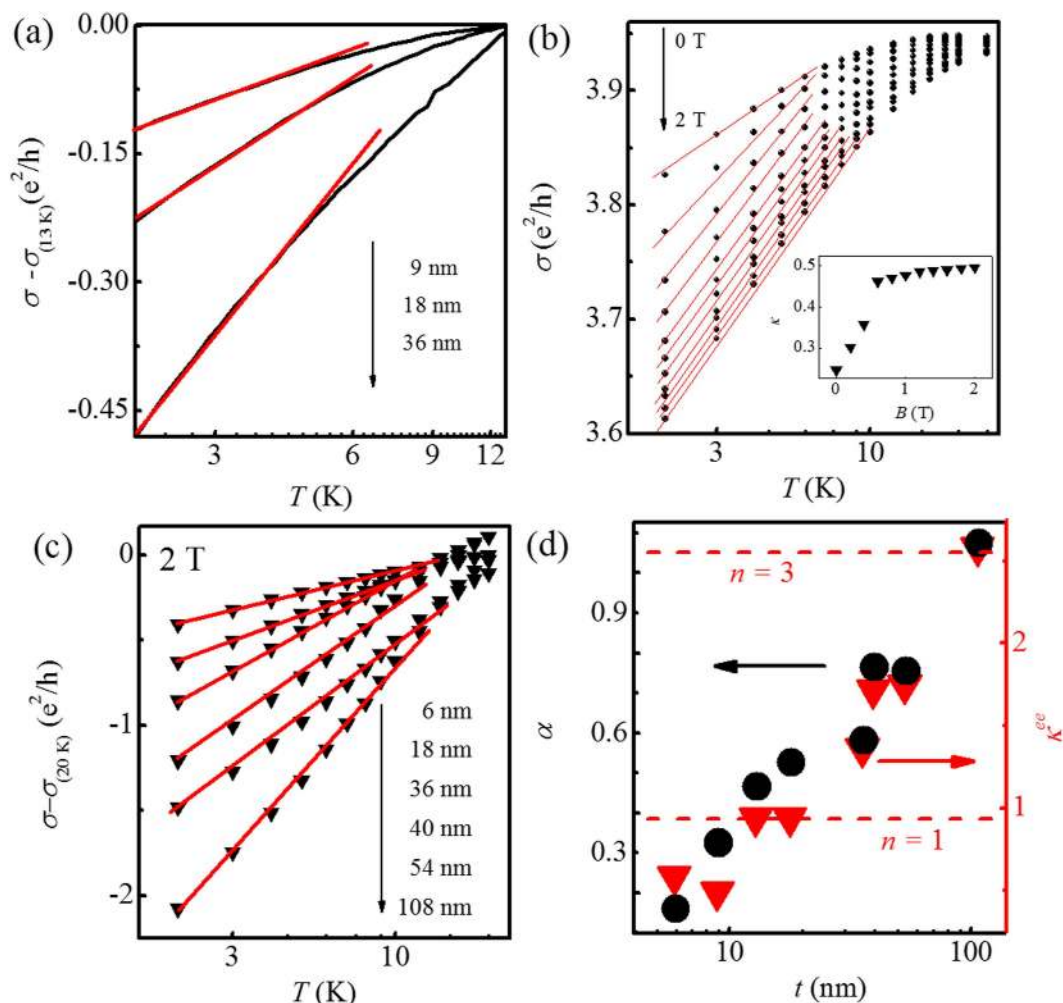 (a)
0.00
-0.15
-0.30
-0.45
σ - σ(13 K)(e²/h)
9 nm
18 nm
36 nm
3
6
9
12
T (K)
(b)
0 T
2 T
3.9
3.8
3.7
3.6
σ (e²/h)
0.5
0.3
κ
0
1
2
B (T)
3
10
T (K)
(c)
2 T
0
-1
-2
σ–σ(20 K) (e²/h)
6 nm
18 nm
36 nm
40 nm
54 nm
108 nm
3
10
T (K)
(d)
n = 3
0.9
0.6
0.3
α
2
1
κᵉᵉ
n = 1
10
100
t (nm)